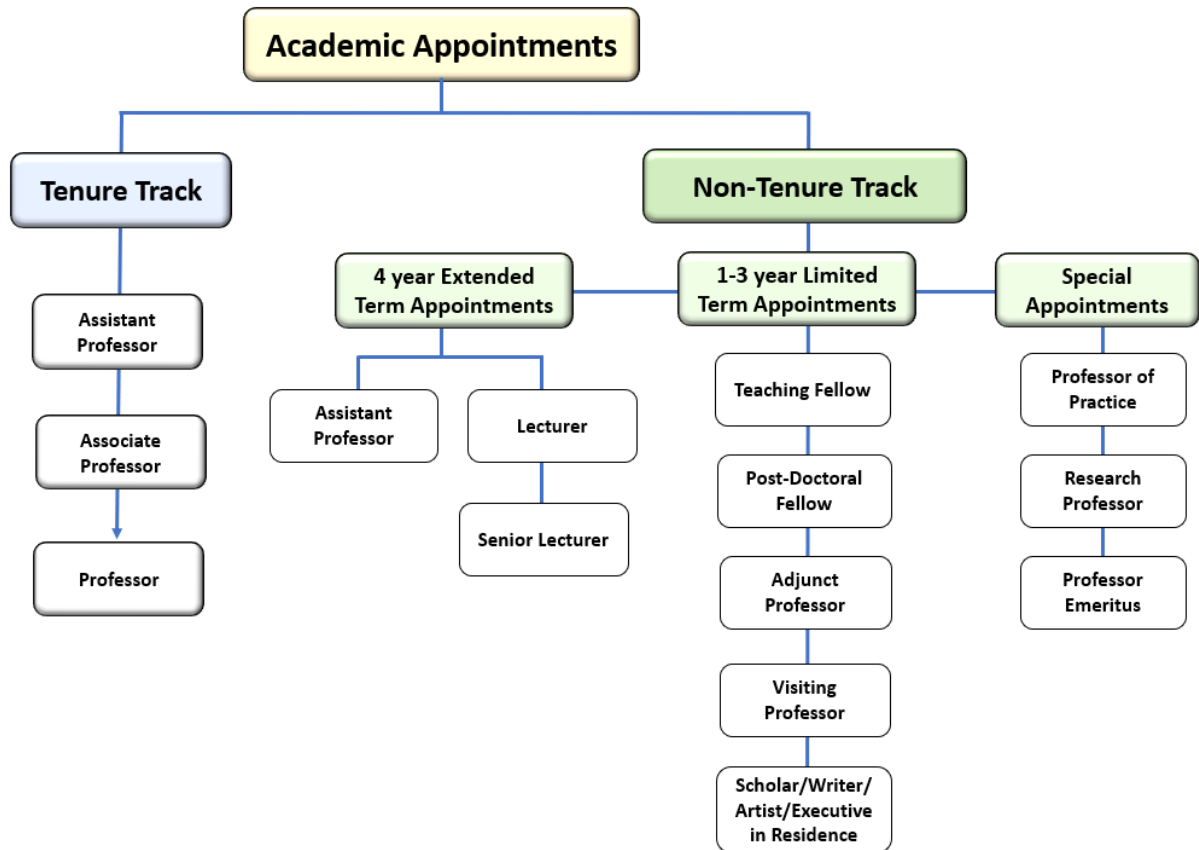 Academic Appointments
Tenure Track
Non-Tenure Track
4 year Extended
Term Appointments
1-3 year Limited
Term Appointments
Special
Appointments
Assistant
Professor
Associate
Professor
Professor
Assistant
Professor
Lecturer
Senior Lecturer
Teaching Fellow
Post-Doctoral
Fellow
Adjunct
Professor
Visiting
Professor
Scholar/Writer/
Artist/Executive
in Residence
Professor of
Practice
Research
Professor
Professor
Emeritus